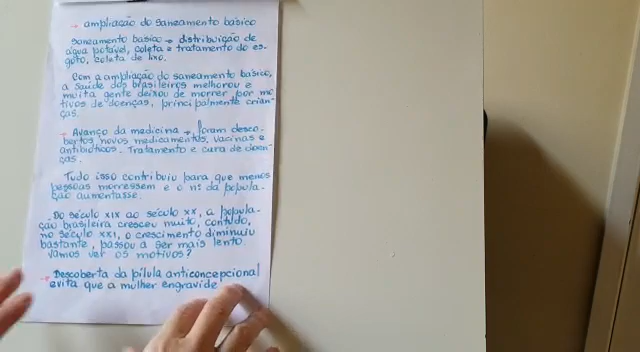 → ampliação do saneamento básico
saneamento básico → distribuição de
água potável, coleta e tratamento do es-
goto, coleta de lixo.
Com a ampliação do saneamento básico,
a saúde dos brasileiros melhorou e
muita gente deixou de morrer por mo-
tivos de doenças, principalmente crian-
ças.
→ Avanço da medicina → foram desco-
bertos novos medicamentos, vacinas e
antibióticos. Tratamento e cura de doen-
ças.
Tudo isso contribuiu para que menos
pessoas morressem e o nº da popula-
ção aumentasse.
Do século XIX ao século XX, a popula-
ção brasileira cresceu muito, contudo,
no século XXI, o crescimento diminuiu
bastante, passou a ser mais lento.
Vamos ver os motivos?
→ Descoberta da pílula anticoncepcional
evita que a mulher engravide